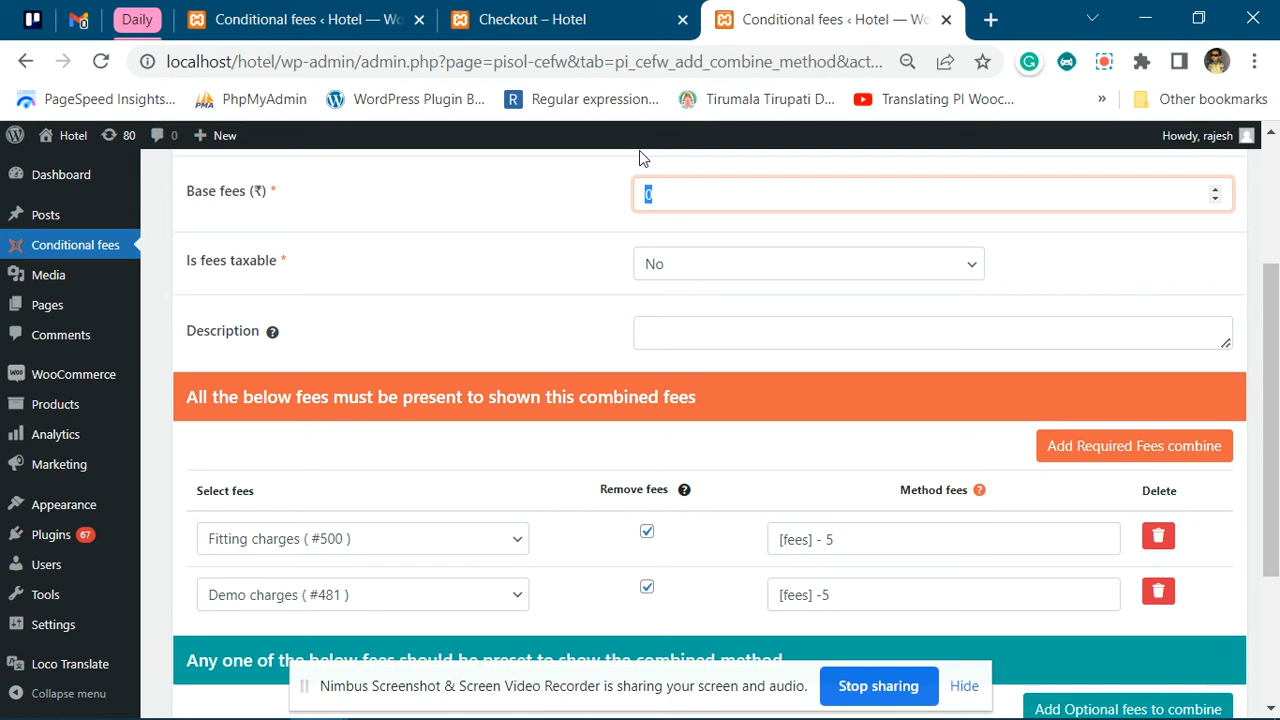 Daily
Conditional fees ‹ Hotel — Wo
Checkout – Hotel
Conditional fees ‹ Hotel — Wo
localhost/hotel/wp-admin/admin.php?page=pisol-cefw&tab=pi_cefw_add_combine_method&act...
PageSpeed Insights...
PhpMyAdmin
WordPress Plugin B...
Regular expression...
Tirumala Tirupati D...
Translating PI Wooc...
»
Other bookmarks
Hotel
80
0
New
Howdy, rajesh
Dashboard
Posts
Conditional fees
Media
Pages
Comments
WooCommerce
Products
Analytics
Marketing
Appearance
Plugins 67
Users
Tools
Settings
Loco Translate
Collapse menu
Base fees (₹) *
0
Is fees taxable *
No
Description ?
All the below fees must be present to shown this combined fees
Add Required Fees combine
Select fees
Remove fees ?
Method fees ?
Delete
Fitting charges ( #500 )
[fees] - 5
Demo charges ( #481 )
[fees] -5
Any one of the below fees should be preset to show the combined method
Nimbus Screenshot & Screen Video Recorder is sharing your screen and audio.
Stop sharing
Hide
Add Optional fees to combine